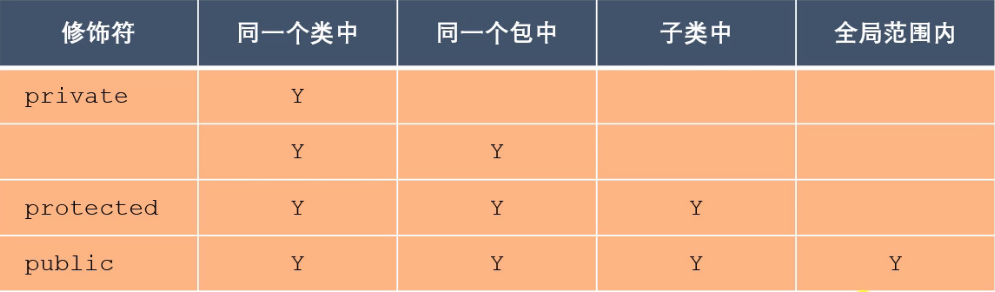 修饰符 同一个类中 同一个包中 子类中 全局范围内
private Y
Y Y
protected Y Y Y
public Y Y Y Y